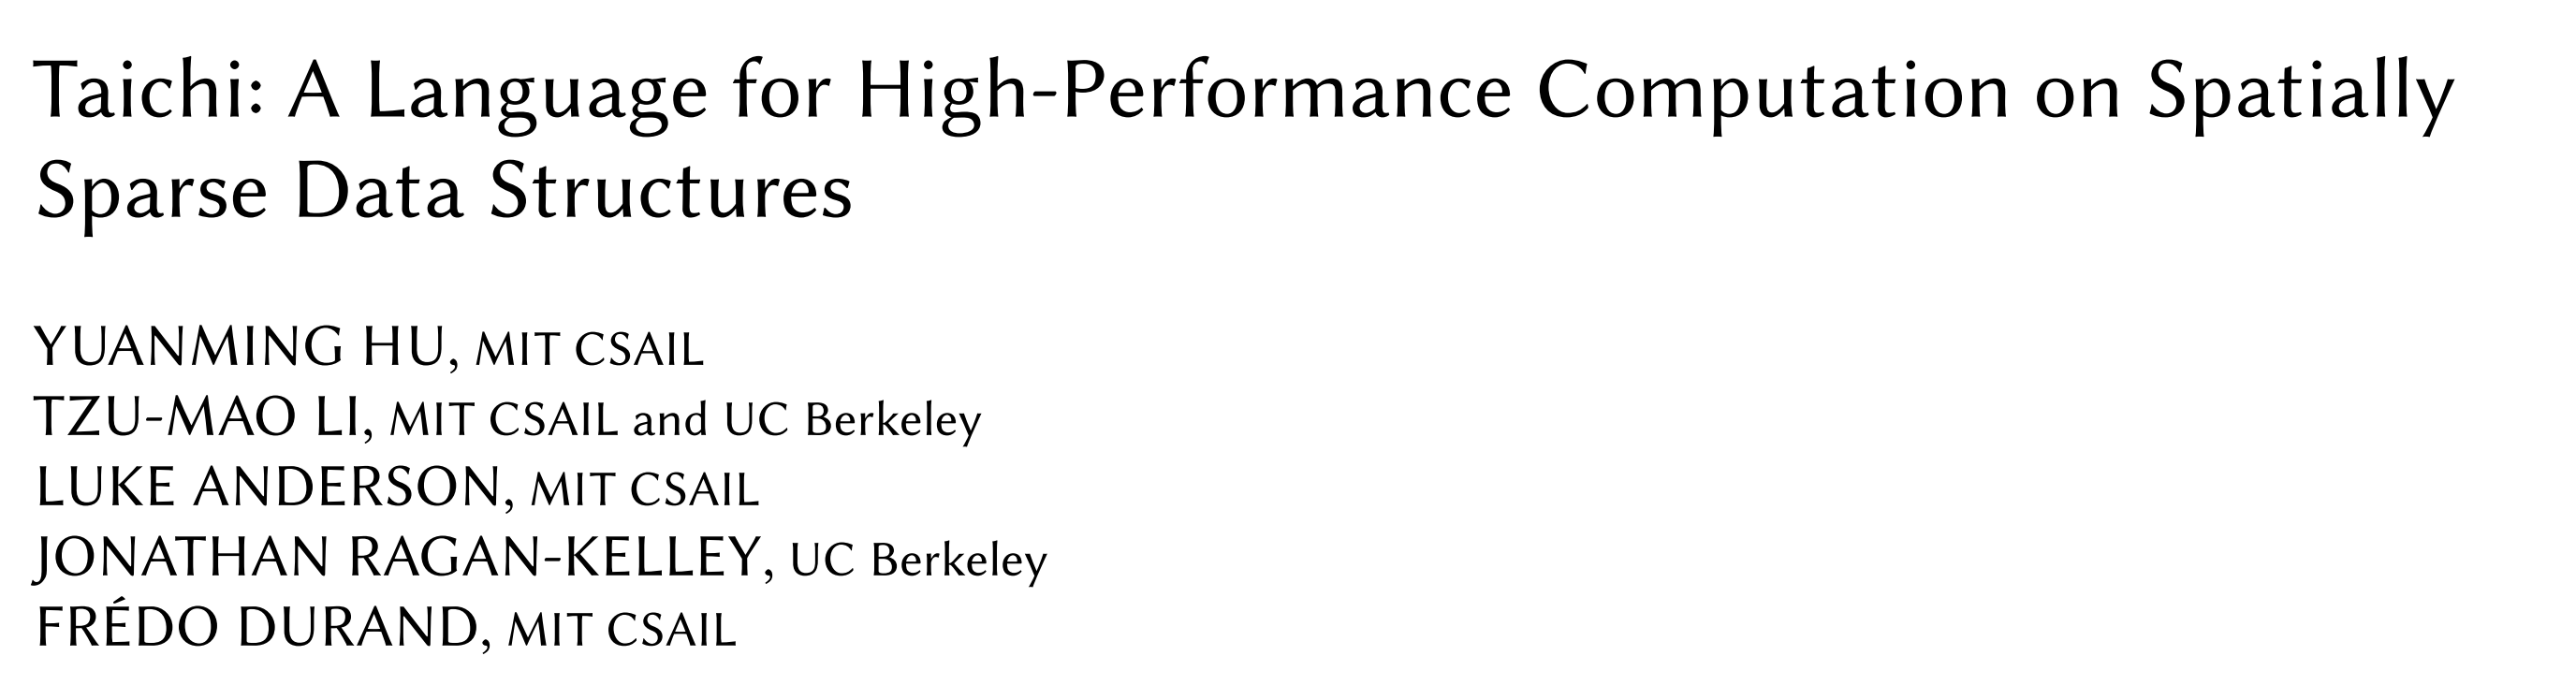 Taichi: A Language for High-Performance Computation on Spatially
Sparse Data Structures
YUANMING HU, MIT CSAIL
TZU-MAO LI, MIT CSAIL and UC Berkeley
LUKE ANDERSON, MIT CSAIL
JONATHAN RAGAN-KELLEY, UC Berkeley
FRÉDO DURAND, MIT CSAIL